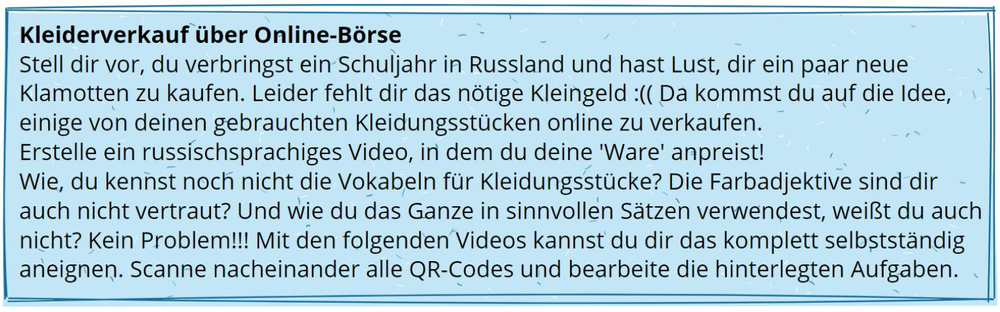 Kleiderverkauf über Online-Börse
Stell dir vor, du verbringst ein Schuljahr in Russland und hast Lust, dir ein paar neue
Klamotten zu kaufen. Leider fehlt dir das nötige Kleingeld :(( Da kommst du auf die Idee,
einige von deinen gebrauchten Kleidungsstücken online zu verkaufen.
Erstelle ein russischsprachiges Video, in dem du deine 'Ware' anpreist!
Wie, du kennst noch nicht die Vokabeln für Kleidungsstücke? Die Farbadjektive sind dir
auch nicht vertraut? Und wie du das Ganze in sinnvollen Sätzen verwendest, weißt du auch
nicht? Kein Problem!!! Mit den folgenden Videos kannst du dir das komplett selbstständig
aneignen. Scanne nacheinander alle QR-Codes und bearbeite die hinterlegten Aufgaben.